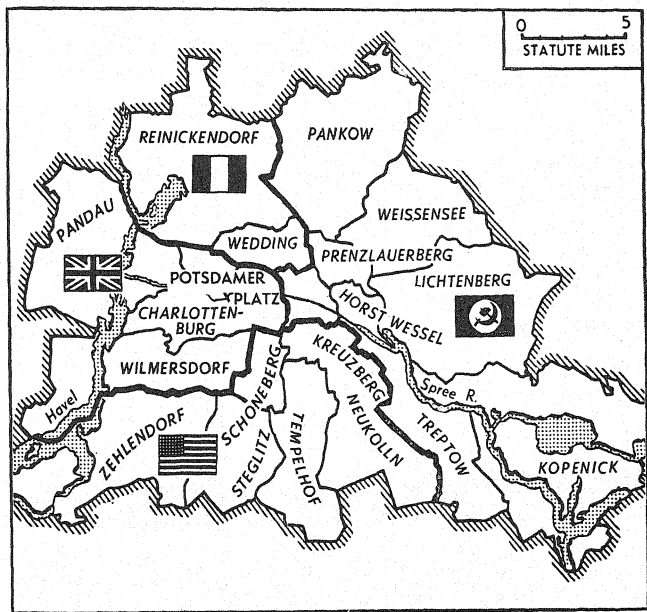 0 5
STATUTE MILES
REINICKENDORF
PANKOW
PANDAU
WEISSENSEE
WEDDING
PRENZLAUERBERG
POTSDAMER
PLATZ
LICHTENBERG
CHARLOTTEN-
BURG
HORST WESSEL
WILMERSDORF
KREUZBERG
SCHONEBERG
Havel
Spree R.
ZEHLENDORF
STEGLITZ
TEMPELHOF
NEUKOLLN
TREPTOW
KOPENICK